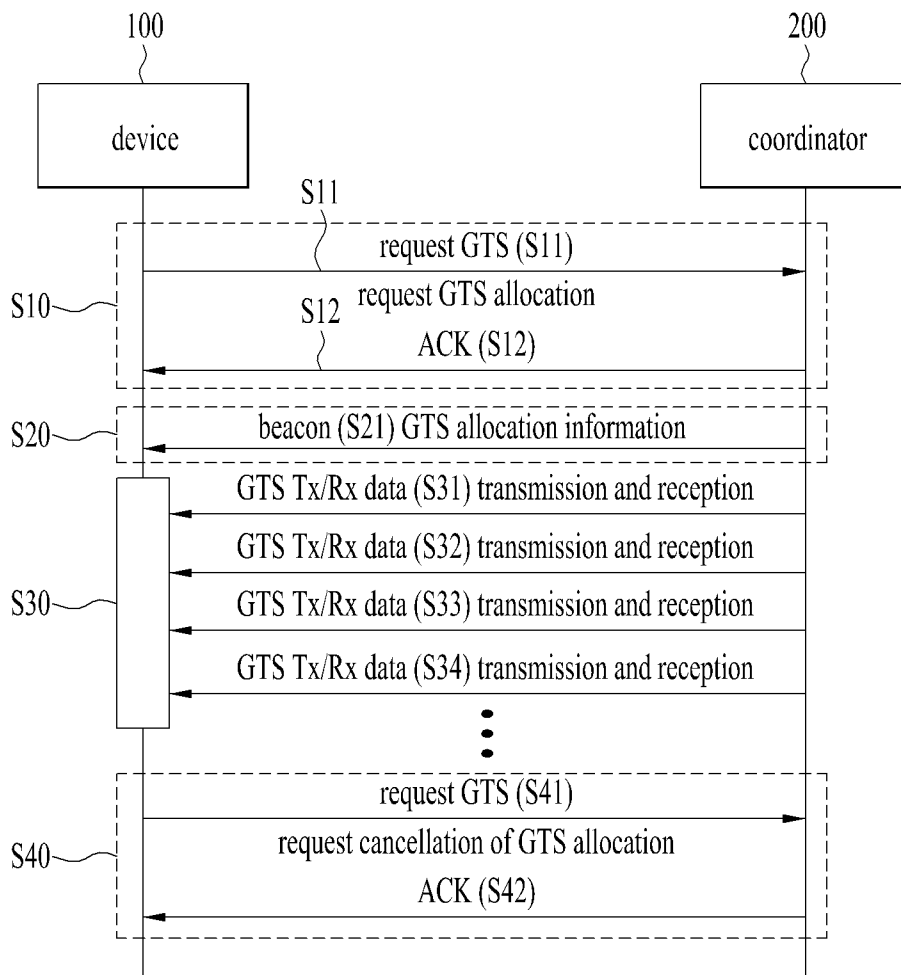 100
200
device
coordinator
S11
request GTS (S11)
request GTS allocation
S10
S12
ACK (S12)
S20
beacon (S21) GTS allocation information
GTS Tx/Rx data (S31) transmission and reception
GTS Tx/Rx data (S32) transmission and reception
S30
GTS Tx/Rx data (S33) transmission and reception
GTS Tx/Rx data (S34) transmission and reception
request GTS (S41)
request cancellation of GTS allocation
S40
ACK (S42)